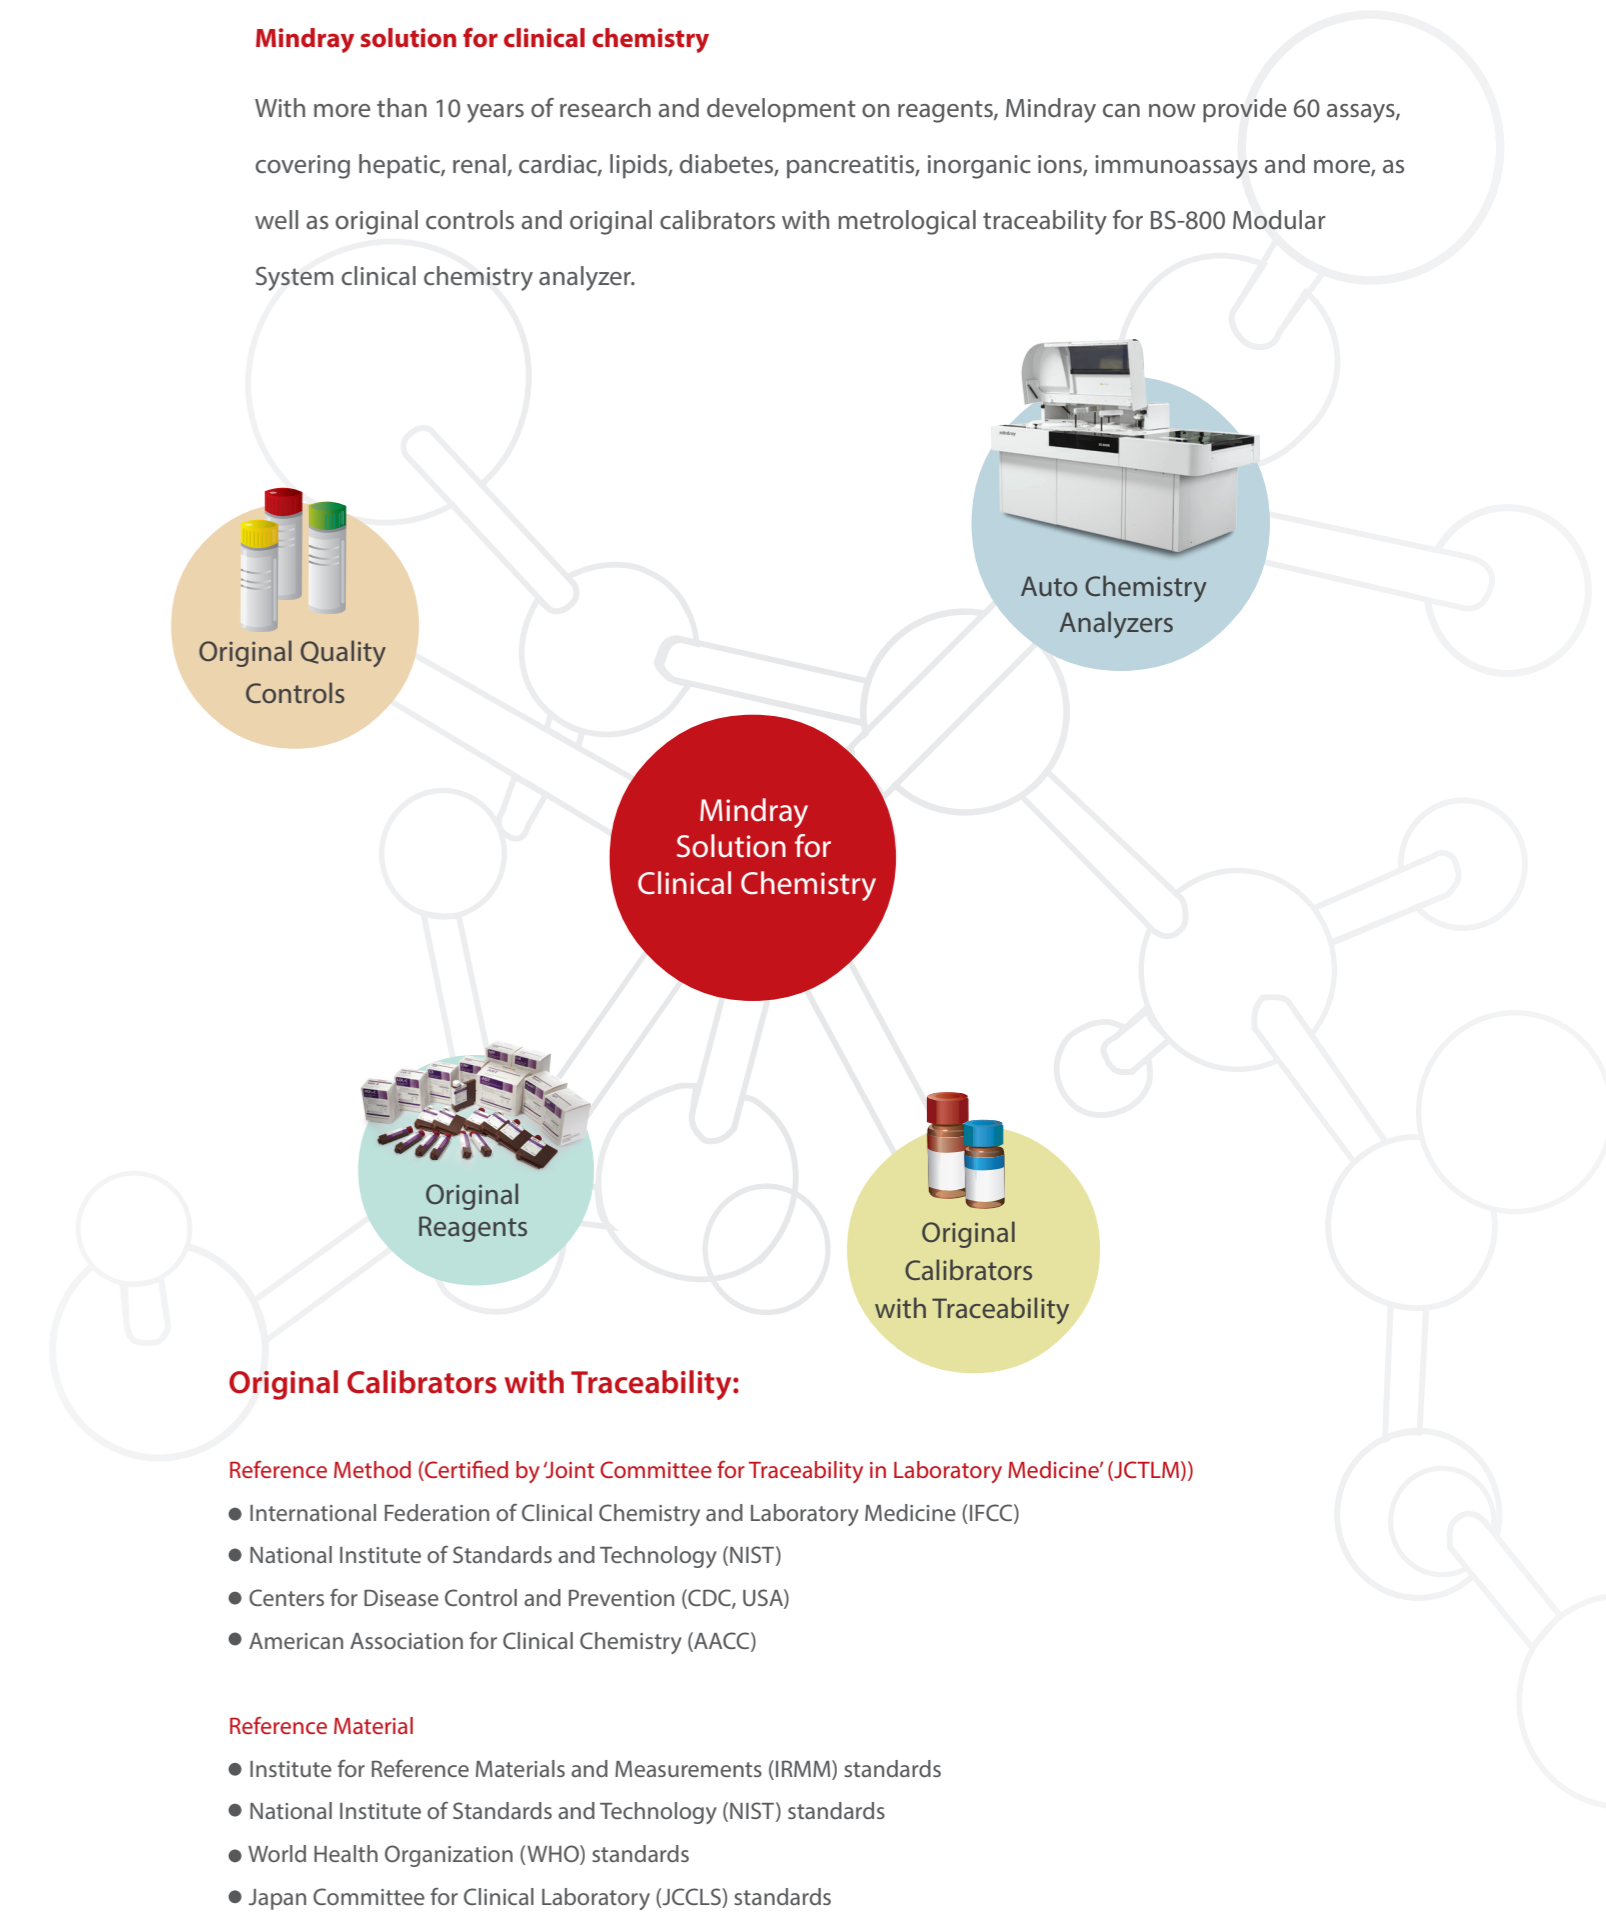 Mindray solution for clinical chemistry
With more than 10 years of research and development on reagents, Mindray can now provide 60 assays,
covering hepatic, renal, cardiac, lipids, diabetes, pancreatitis, inorganic ions, immunoassays and more, as
well as original controls and original calibrators with metrological traceability for BS-800 Modular
System clinical chemistry analyzer.
mindray
Auto Chemistry
Analyzers
Original Quality
Controls
Mindray
Solution for
Clinical Chemistry
Original
Reagents
Original
Calibrators
with Traceability
Original Calibrators with Traceability:
Reference Method (Certified by ‘Joint Committee for Traceability in Laboratory Medicine’ (JCTLM))
● International Federation of Clinical Chemistry and Laboratory Medicine (IFCC)
● National Institute of Standards and Technology (NIST)
● Centers for Disease Control and Prevention (CDC, USA)
● American Association for Clinical Chemistry (AACC)
Reference Material
● Institute for Reference Materials and Measurements (IRMM) standards
● National Institute of Standards and Technology (NIST) standards
● World Health Organization (WHO) standards
● Japan Committee for Clinical Laboratory (JCCLS) standards